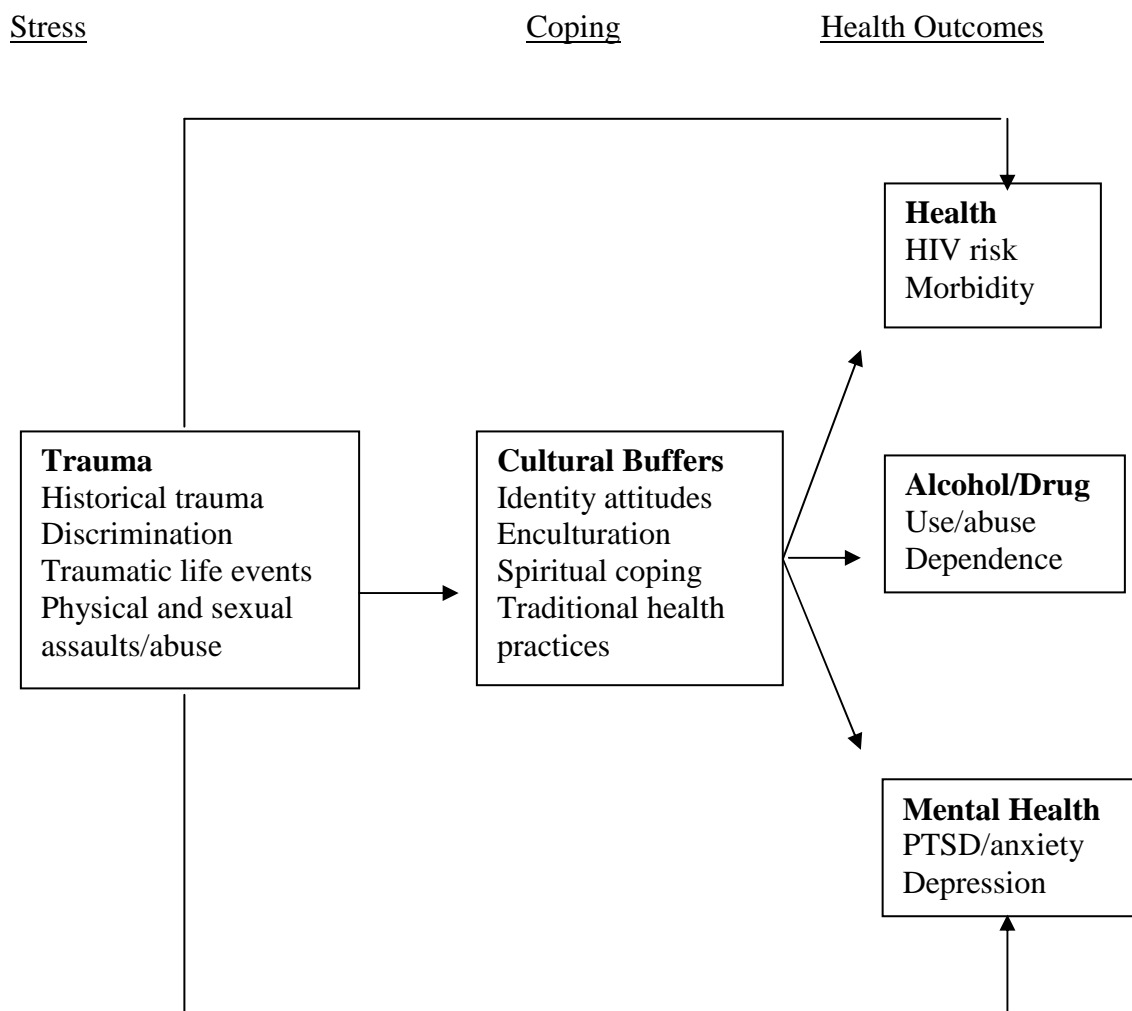 Stress Coping Health Outcomes
Health
HIV risk
Morbidity
Trauma
Historical trauma
Discrimination
Traumatic life events
Physical and sexual
assaults/abuse
Cultural Buffers
Identity attitudes
Enculturation
Spiritual coping
Traditional health
practices
Alcohol/Drug
Use/abuse
Dependence
Mental Health
PTSD/anxiety
Depression